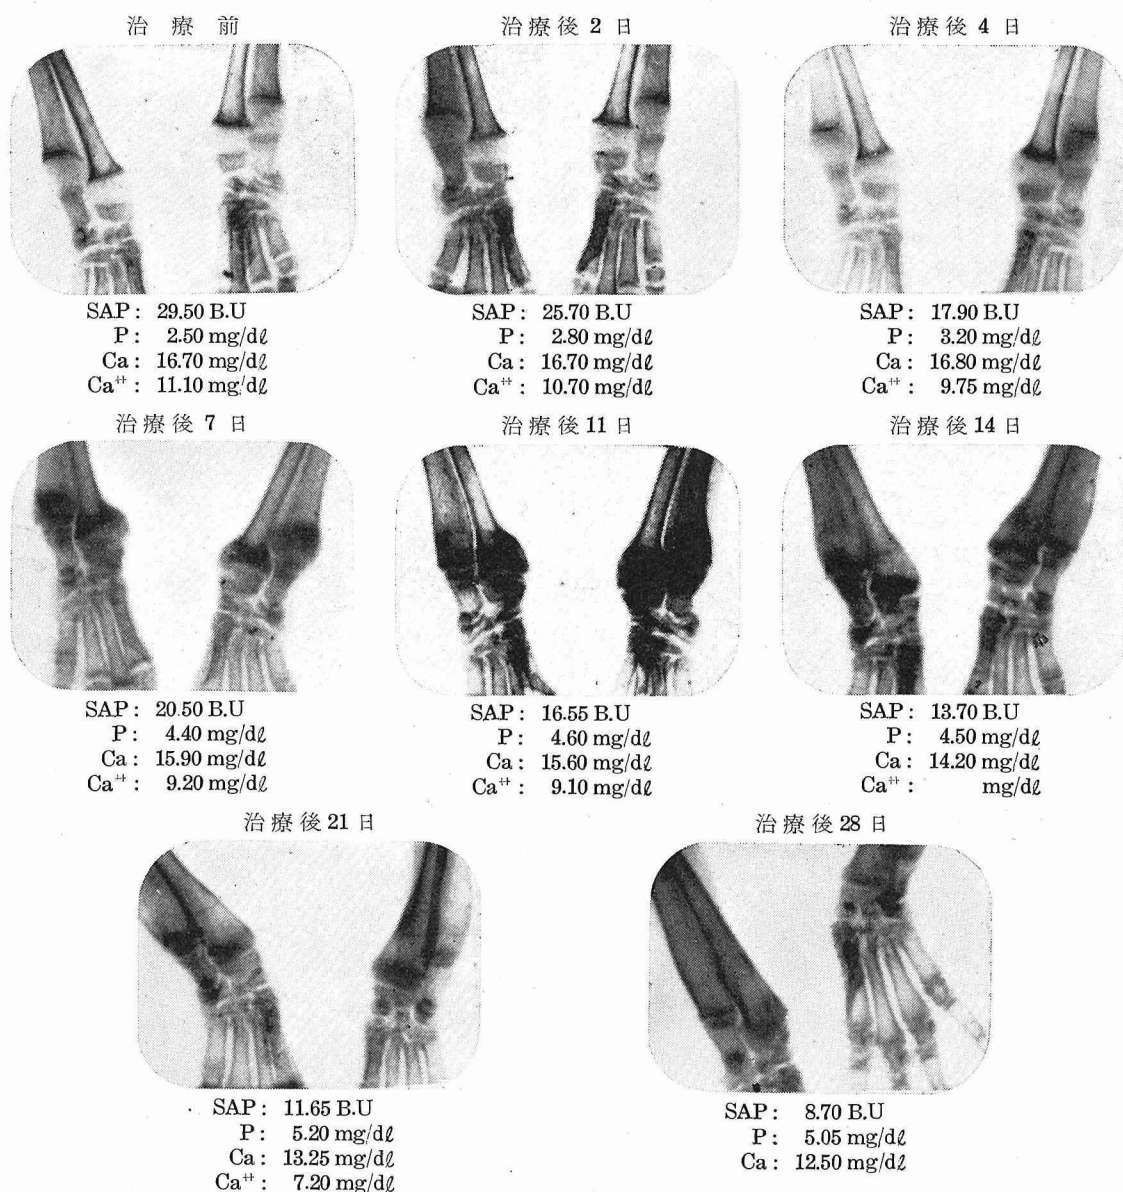 治療前
治療後 2 日
治療後 4 日
SAP: 29.50 B.U
P: 2.50 mg/dℓ
Ca: 16.70 mg/dℓ
Ca⁺⁺: 11.10 mg/dℓ
SAP: 25.70 B.U
P: 2.80 mg/dℓ
Ca: 16.70 mg/dℓ
Ca⁺⁺: 10.70 mg/dℓ
SAP: 17.90 B.U
P: 3.20 mg/dℓ
Ca: 16.80 mg/dℓ
Ca⁺⁺: 9.75 mg/dℓ
治療後 7 日
治療後 11 日
治療後 14 日
SAP: 20.50 B.U
P: 4.40 mg/dℓ
Ca: 15.90 mg/dℓ
Ca⁺⁺: 9.20 mg/dℓ
SAP: 16.55 B.U
P: 4.60 mg/dℓ
Ca: 15.60 mg/dℓ
Ca⁺⁺: 9.10 mg/dℓ
SAP: 13.70 B.U
P: 4.50 mg/dℓ
Ca: 14.20 mg/dℓ
Ca⁺⁺: mg/dℓ
治療後 21 日
治療後 28 日
SAP: 11.65 B.U
P: 5.20 mg/dℓ
Ca: 13.25 mg/dℓ
Ca⁺⁺: 7.20 mg/dℓ
SAP: 8.70 B.U
P: 5.05 mg/dℓ
Ca: 12.50 mg/dℓ